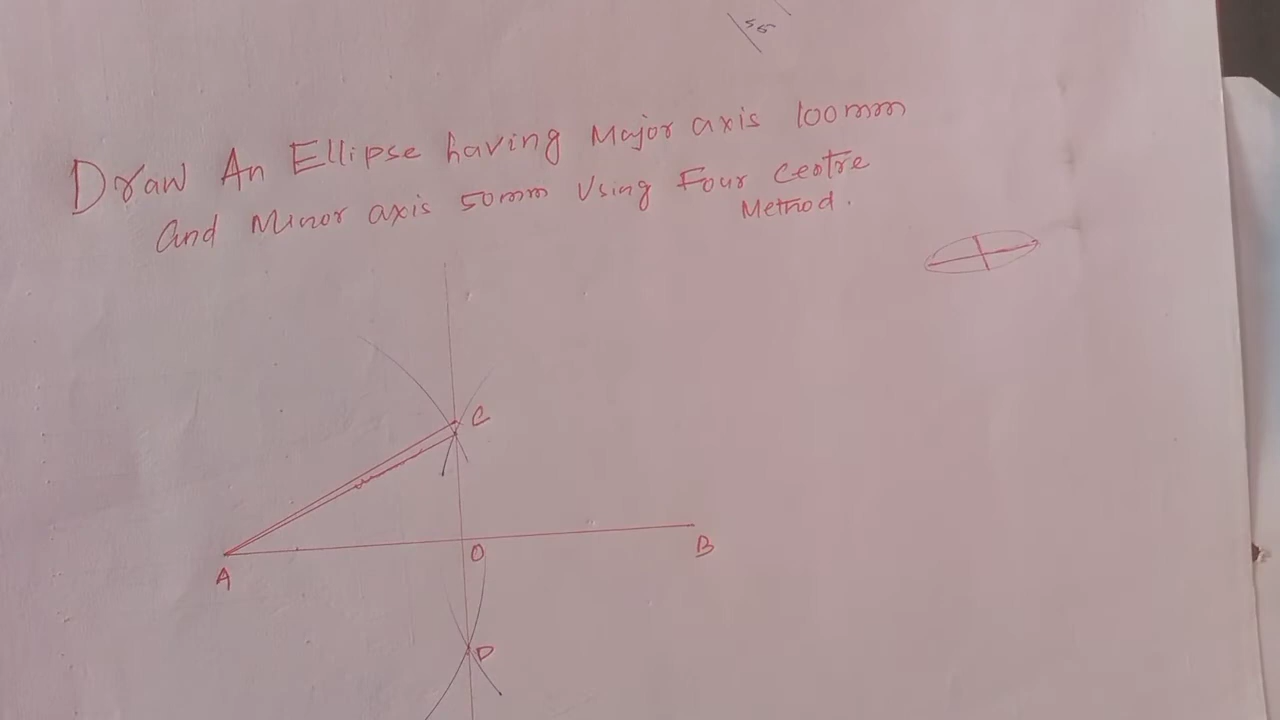 Draw An Ellipse having Major axis 100mm
and Minor axis 50mm Using Four Centre
Method.
C
O
A
B
D